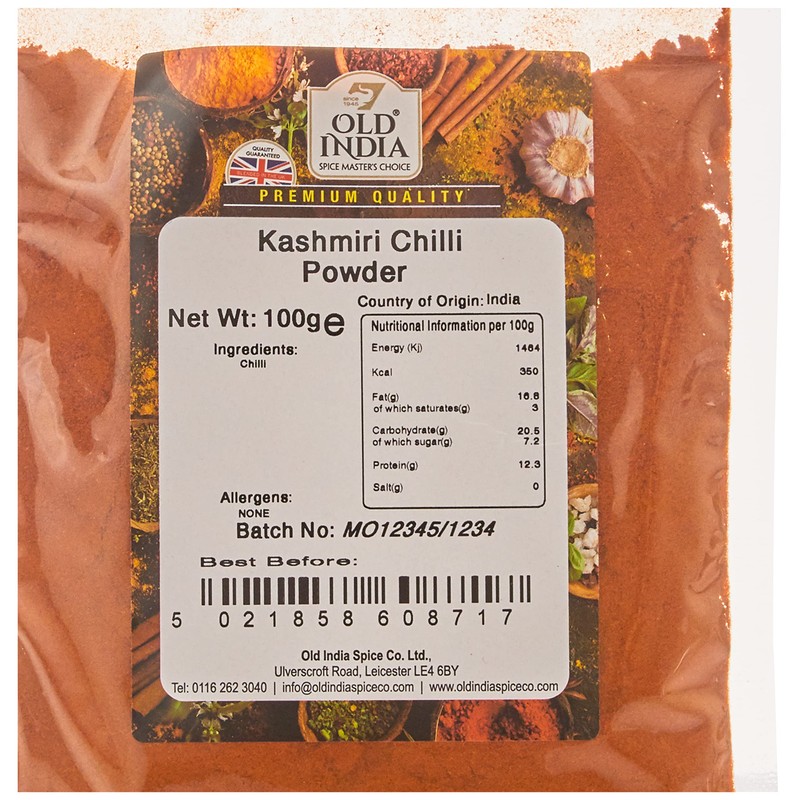 since
1945
OLD®
INDIA
SPICE MASTER'S CHOICE
QUALITY
GUARANTEED
BLENDED IN THE UK
PREMIUM QUALITY
Kashmiri Chilli
Powder
Country of Origin: India
Net Wt: 100g e
Ingredients:
Chilli
Nutritional Information per 100g
Energy (Kj) 1464
Kcal 350
Fat(g) 16.8
of which saturates(g) 3
Carbohydrate(g) 20.5
of which sugar(g) 7.2
Protein(g) 12.3
Salt(g) 0
Allergens:
NONE
Batch No: MO12345/1234
Best Before:
5 021858 608717
Old India Spice Co. Ltd.,
Ulverscroft Road, Leicester LE4 6BY
Tel: 0116 262 3040 | info@oldindiaspiceco.com | www.oldindiaspiceco.com